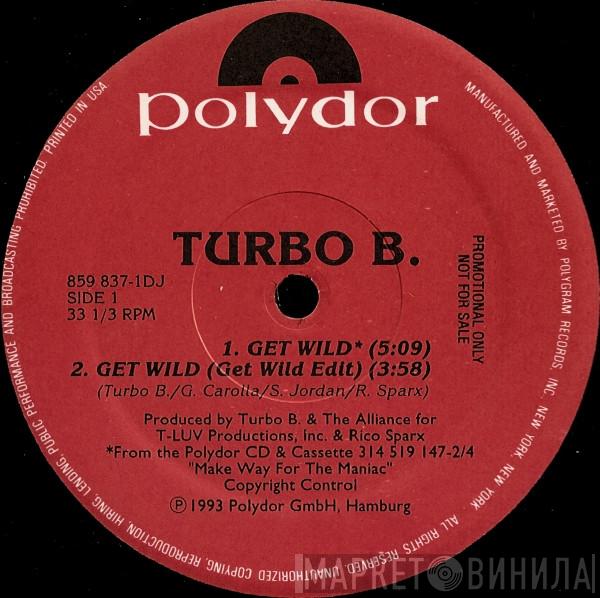 polydor
TURBO B.
859 837-1DJ
SIDE 1
33 1/3 RPM
PROMOTIONAL ONLY
NOT FOR SALE
1. GET WILD* (5:09)
2. GET WILD (Get Wild Edit) (3:58)
(Turbo B./G. Carolla/S. Jordan/R. Sparx)
Produced by Turbo B. & The Alliance for
T-LUV Productions, Inc. & Rico Sparx
*From the Polydor CD & Cassette 314 519 147-2/4
"Make Way For The Maniac"
Copyright Control
Ⓟ 1993 Polydor GmbH, Hamburg
MANUFACTURED AND MARKETED BY POLYGRAM RECORDS, INC. NEW YORK, NEW YORK. ALL RIGHTS RESERVED. UNAUTHORIZED COPYING, REPRODUCTION, HIRING, LENDING, PUBLIC PERFORMANCE AND BROADCASTING PROHIBITED. PRINTED IN USA.
МАРКЕТ ВИНИЛА